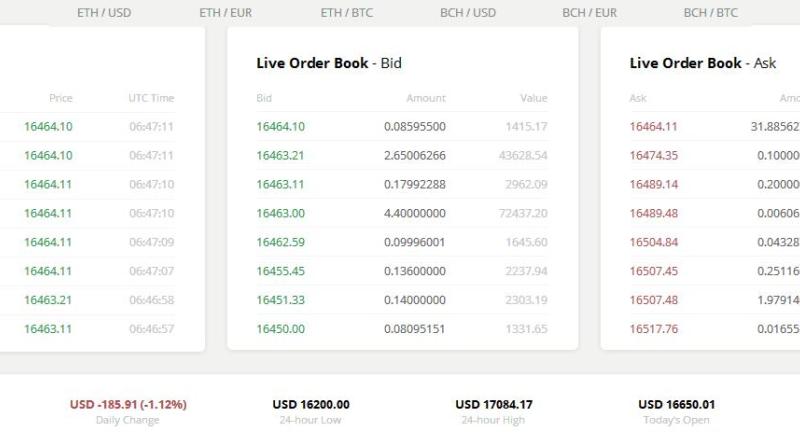 ETH / USD ETH / EUR ETH / BTC BCH / USD BCH / EUR BCH / BTC
Price UTC Time
16464.10 06:47:11
16464.10 06:47:11
16464.11 06:47:10
16464.11 06:47:10
16464.11 06:47:09
16464.11 06:47:07
16463.21 06:46:58
16463.11 06:46:57
Live Order Book - Bid
Bid Amount Value
16464.10 0.08595500 1415.17
16463.21 2.65006266 43628.54
16463.11 0.17992288 2962.09
16463.00 4.40000000 72437.20
16462.59 0.09996001 1645.60
16455.45 0.13600000 2237.94
16451.33 0.14000000 2303.19
16450.00 0.08095151 1331.65
Live Order Book - Ask
Ask Amo
16464.11 31.88562
16474.35 0.10000
16489.14 0.20000
16489.48 0.00606
16504.84 0.04328
16507.45 0.25116
16507.48 1.97914
16517.76 0.01655
USD -185.91 (-1.12%) USD 16200.00 USD 17084.17 USD 16650.01
Daily Change 24-hour Low 24-hour High Today's Open